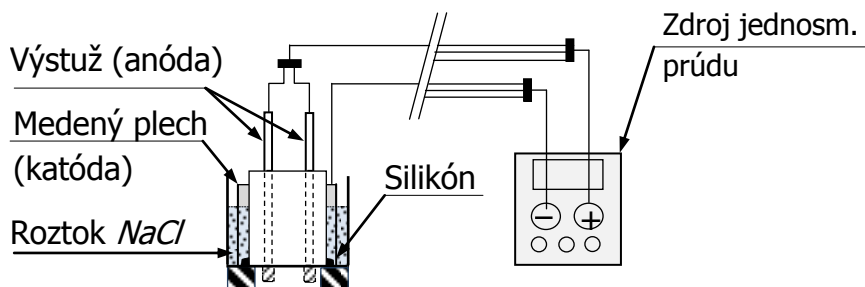 Výstuž (anóda)
Medený plech
(katóda)
Roztok NaCl
Silikón
Zdroj jednosm.
prúdu
− +